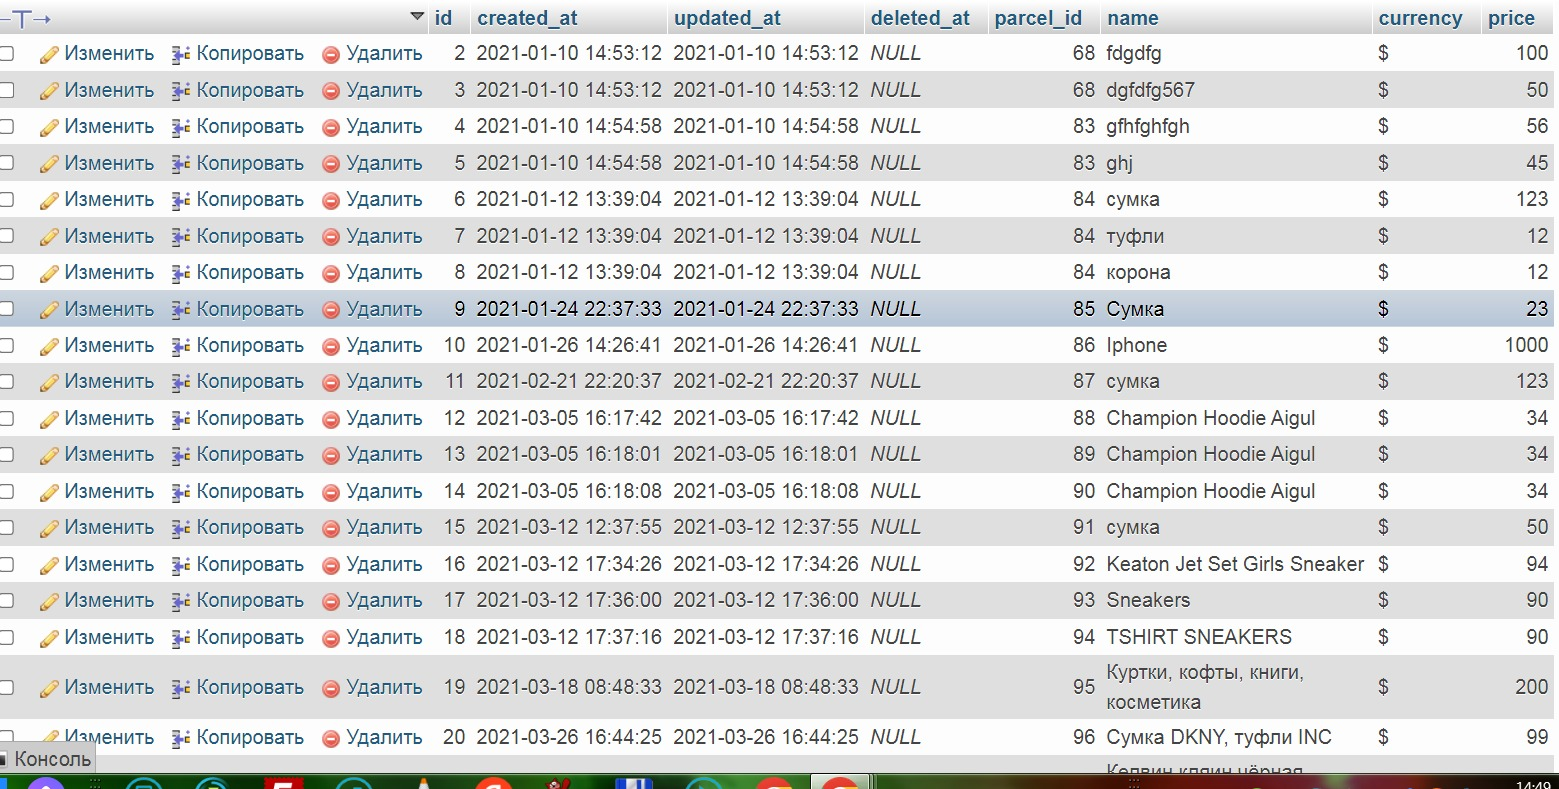 id created_at updated_at deleted_at parcel_id name currency price
Изменить Копировать Удалить 2 2021-01-10 14:53:12 2021-01-10 14:53:12 NULL 68 fdgdfg $ 100
Изменить Копировать Удалить 3 2021-01-10 14:53:12 2021-01-10 14:53:12 NULL 68 dgfdfg567 $ 50
Изменить Копировать Удалить 4 2021-01-10 14:54:58 2021-01-10 14:54:58 NULL 83 gfhfghfgh $ 56
Изменить Копировать Удалить 5 2021-01-10 14:54:58 2021-01-10 14:54:58 NULL 83 ghj $ 45
Изменить Копировать Удалить 6 2021-01-12 13:39:04 2021-01-12 13:39:04 NULL 84 сумка $ 123
Изменить Копировать Удалить 7 2021-01-12 13:39:04 2021-01-12 13:39:04 NULL 84 туфли $ 12
Изменить Копировать Удалить 8 2021-01-12 13:39:04 2021-01-12 13:39:04 NULL 84 корона $ 12
Изменить Копировать Удалить 9 2021-01-24 22:37:33 2021-01-24 22:37:33 NULL 85 Сумка $ 23
Изменить Копировать Удалить 10 2021-01-26 14:26:41 2021-01-26 14:26:41 NULL 86 Iphone $ 1000
Изменить Копировать Удалить 11 2021-02-21 22:20:37 2021-02-21 22:20:37 NULL 87 сумка $ 123
Изменить Копировать Удалить 12 2021-03-05 16:17:42 2021-03-05 16:17:42 NULL 88 Champion Hoodie Aigul $ 34
Изменить Копировать Удалить 13 2021-03-05 16:18:01 2021-03-05 16:18:01 NULL 89 Champion Hoodie Aigul $ 34
Изменить Копировать Удалить 14 2021-03-05 16:18:08 2021-03-05 16:18:08 NULL 90 Champion Hoodie Aigul $ 34
Изменить Копировать Удалить 15 2021-03-12 12:37:55 2021-03-12 12:37:55 NULL 91 сумка $ 50
Изменить Копировать Удалить 16 2021-03-12 17:34:26 2021-03-12 17:34:26 NULL 92 Keaton Jet Set Girls Sneaker $ 94
Изменить Копировать Удалить 17 2021-03-12 17:36:00 2021-03-12 17:36:00 NULL 93 Sneakers $ 90
Изменить Копировать Удалить 18 2021-03-12 17:37:16 2021-03-12 17:37:16 NULL 94 TSHIRT SNEAKERS $ 90
Изменить Копировать Удалить 19 2021-03-18 08:48:33 2021-03-18 08:48:33 NULL 95 Куртки, кофты, книги, $ 200
косметика
Изменить Копировать Удалить 20 2021-03-26 16:44:25 2021-03-26 16:44:25 NULL 96 Сумка DKNY, туфли INC $ 99
Консоль
14:49